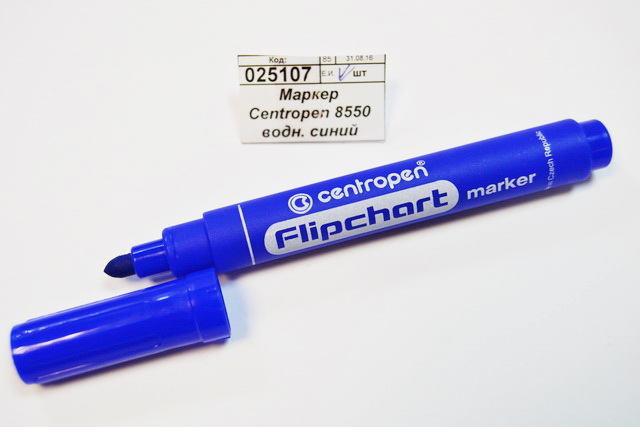 Код: 85 31.08.16
025107 Е.И. шт
Маркер
Centropen 8550
водн. синий
centropen®
Flipchart marker
Czech Republic